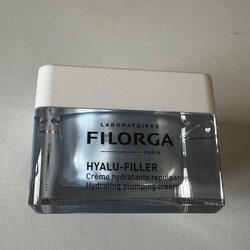 LABORATOIRES
FILORGA
PARIS
HYALU-FILLER
Crème hydratante repulpante
Hydrating plumping cream